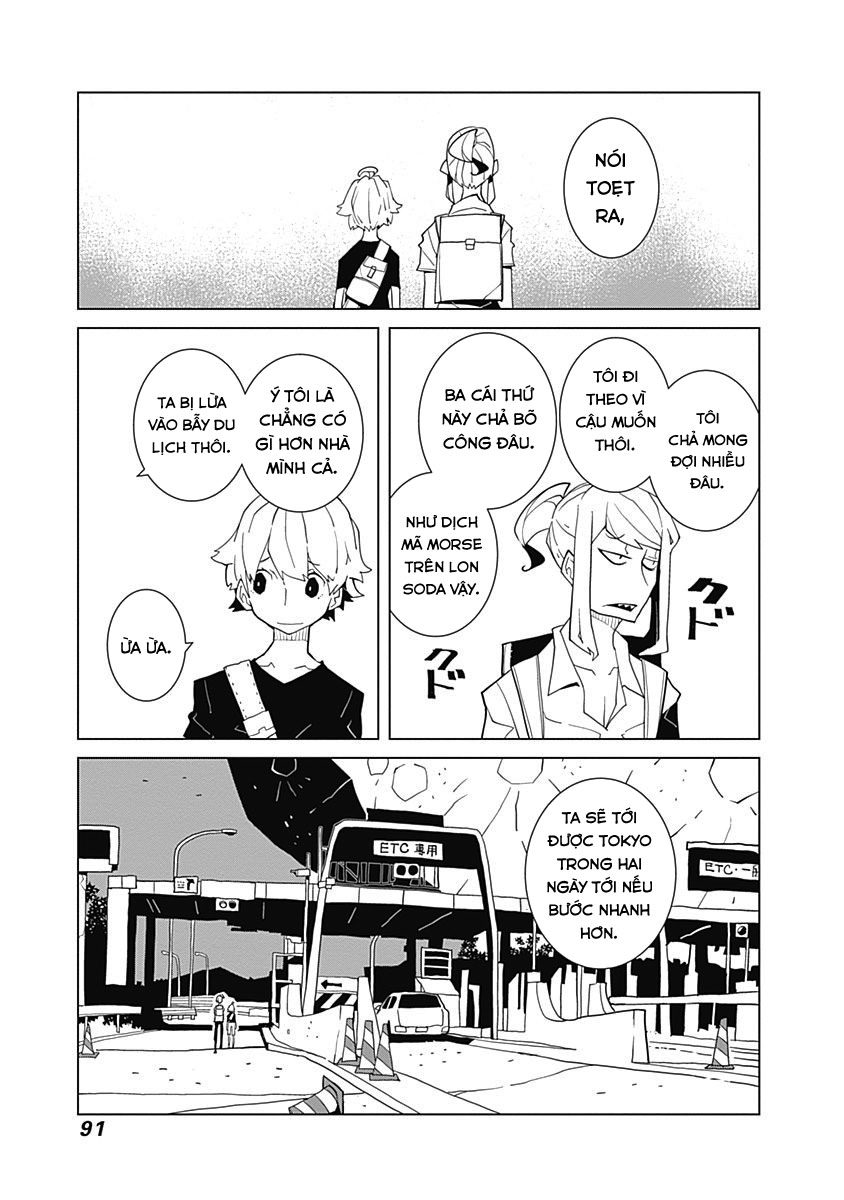 NÓI
TOẸT
RA,
TÔI
CHẢ MONG
ĐỢI NHIỀU
ĐÂU.
TÔI ĐI
THEO VÌ
CẬU MUỐN
THÔI.
BA CÁI THỨ
NÀY CHẢ BÕ
CÔNG ĐÂU.
NHƯ DỊCH
MÃ MORSE
TRÊN LON
SODA VẬY.
クド
クド
Ý TÔI LÀ
CHẲNG CÓ
GÌ HƠN NHÀ
MÌNH CẢ.
TA BỊ LỪA
VÀO BẪY DU
LỊCH THÔI.
ỪA ỪA.
TA SẼ TỚI
ĐƯỢC TOKYO
TRONG HAI
NGÀY TỚI NẾU
BƯỚC NHANH
HƠN.
ETC 専用
ETC・一般
91